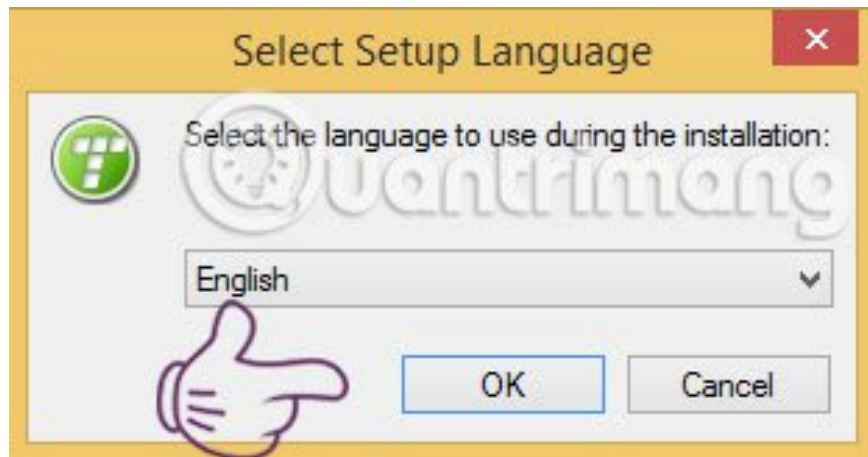 Select Setup Language
Select the language to use during the installation:
Quantrimang
English
OK
Cancel